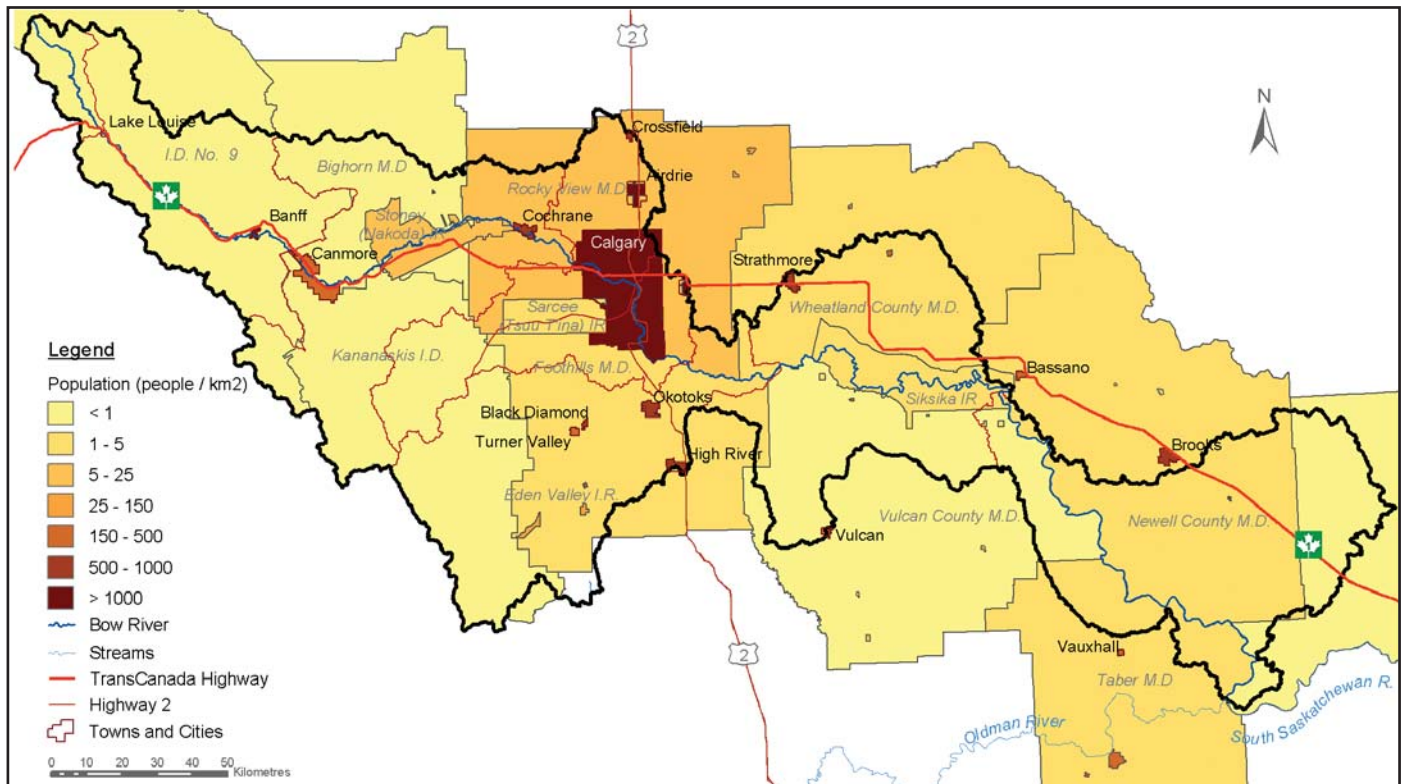 2
N
Crossfield
Lake Louise
I.D. No. 9
Bighorn M.D
Rocky View M.D
Airdrie
1
Banff
Stoney
(Nakoda) IR
Cochrane
Canmore
Calgary
Strathmore
Sarcee
(Tsuu T'ina) IR
Wheatland County M.D.
Kananaskis I.D.
Foothills M.D.
Bassano
Siksika IR
Okotoks
Black Diamond
Turner Valley
High River
Brooks
Eden Valley I.R.
Vulcan County M.D.
Newell County M.D.
Vulcan
1
Vauxhall
2
Taber M.D
Oldman River
South Saskatchewan R.
Legend
Population (people / km2)
< 1
1 - 5
5 - 25
25 - 150
150 - 500
500 - 1000
> 1000
Bow River
Streams
TransCanada Highway
Highway 2
Towns and Cities
0 10 20 30 40 50
Kilometres